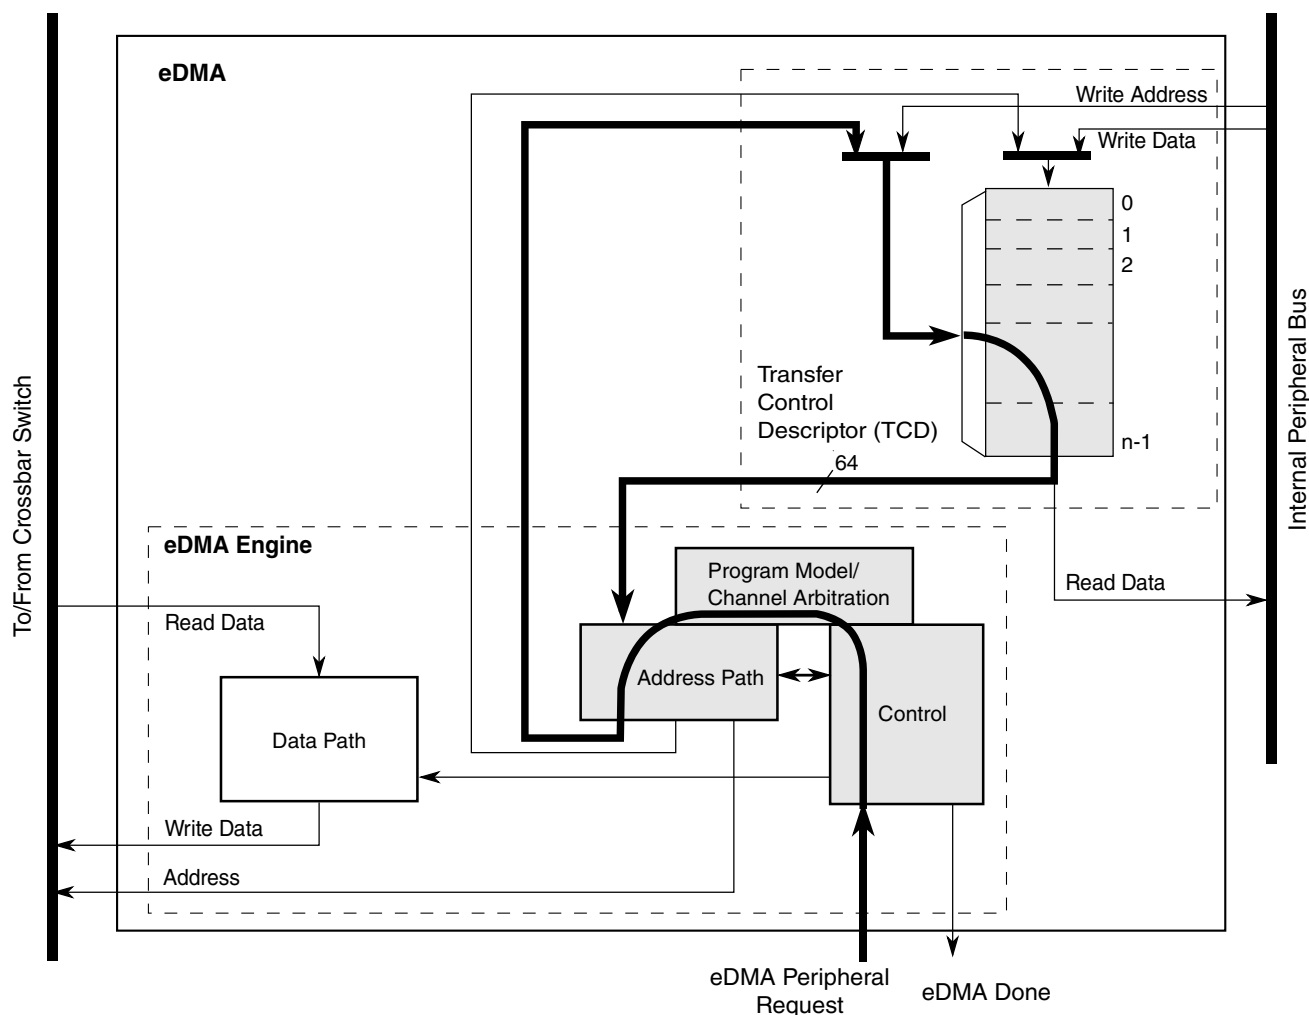 eDMA
Write Address
Write Data
0
1
2
n-1
Transfer
Control
Descriptor (TCD)
64
To/From Crossbar Switch
Internal Peripheral Bus
eDMA Engine
Program Model/
Channel Arbitration
Read Data
Read Data
Address Path
Control
Data Path
Write Data
Address
eDMA Peripheral
Request
eDMA Done